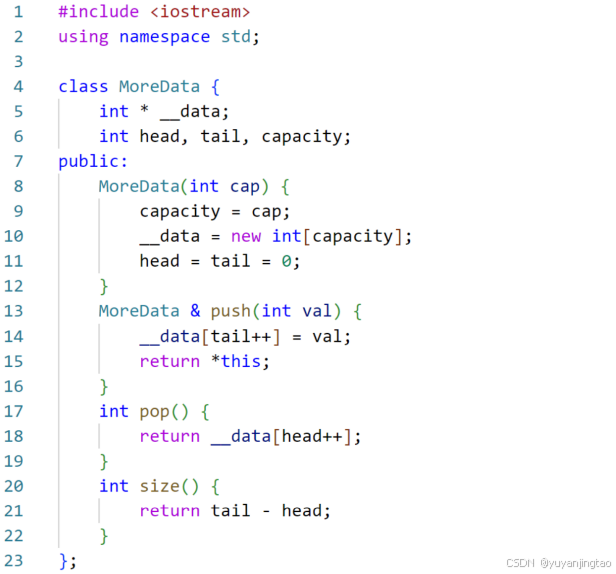 1 #include <iostream>
2 using namespace std;
3
4 class MoreData {
5     int * __data;
6     int head, tail, capacity;
7 public:
8     MoreData(int cap) {
9         capacity = cap;
10         __data = new int[capacity];
11         head = tail = 0;
12     }
13     MoreData & push(int val) {
14         __data[tail++] = val;
15         return *this;
16     }
17     int pop() {
18         return __data[head++];
19     }
20     int size() {
21         return tail - head;
22     }
23 };
CSDN @yuyanjingtao